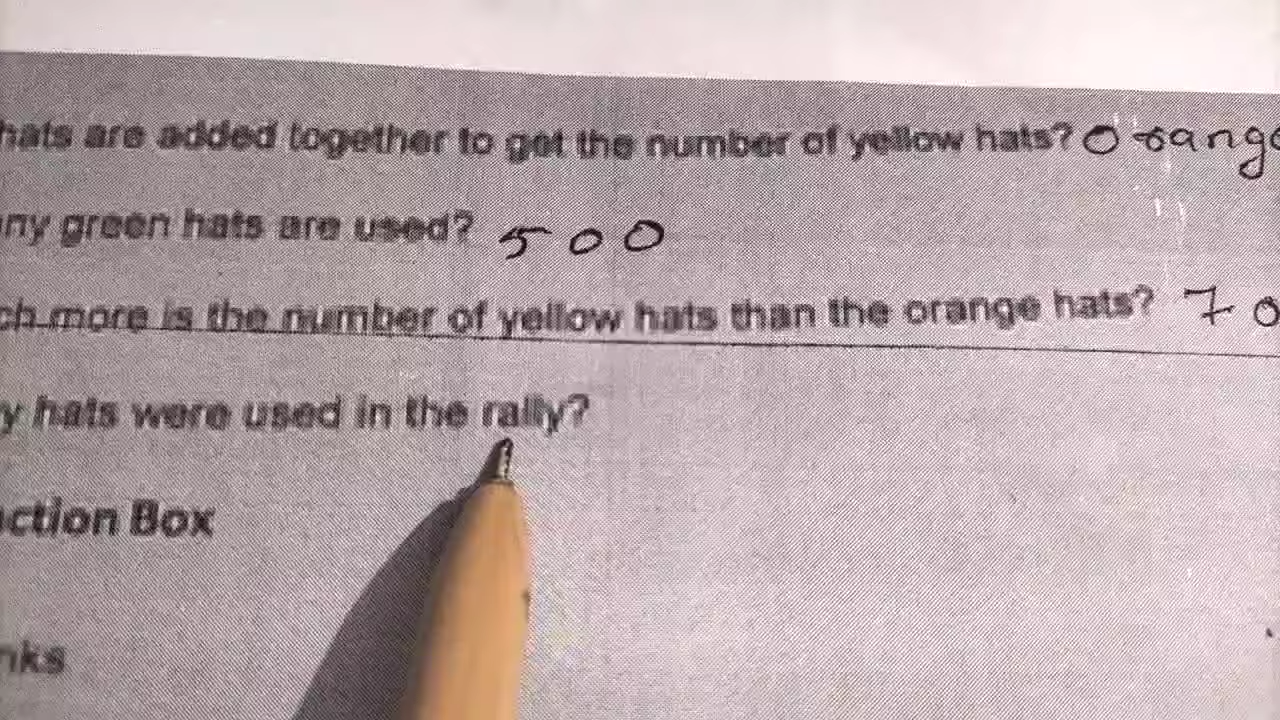 hats are added together to get the number of yellow hats? Orange
ny green hats are used? 500
ch more is the number of yellow hats than the orange hats? 70
y hats were used in the rally?
ction Box
nks